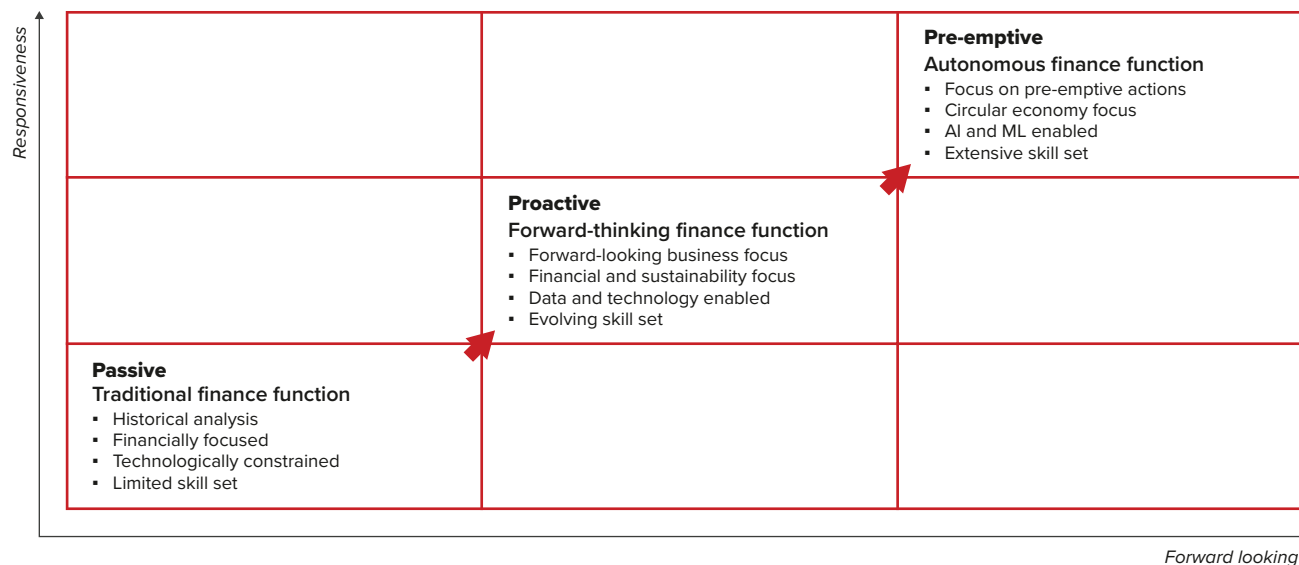 Responsiveness
Pre-emptive
Autonomous finance function
▪ Focus on pre-emptive actions
▪ Circular economy focus
▪ AI and ML enabled
▪ Extensive skill set
Proactive
Forward-thinking finance function
▪ Forward-looking business focus
▪ Financial and sustainability focus
▪ Data and technology enabled
▪ Evolving skill set
Passive
Traditional finance function
▪ Historical analysis
▪ Financially focused
▪ Technologically constrained
▪ Limited skill set
Forward looking